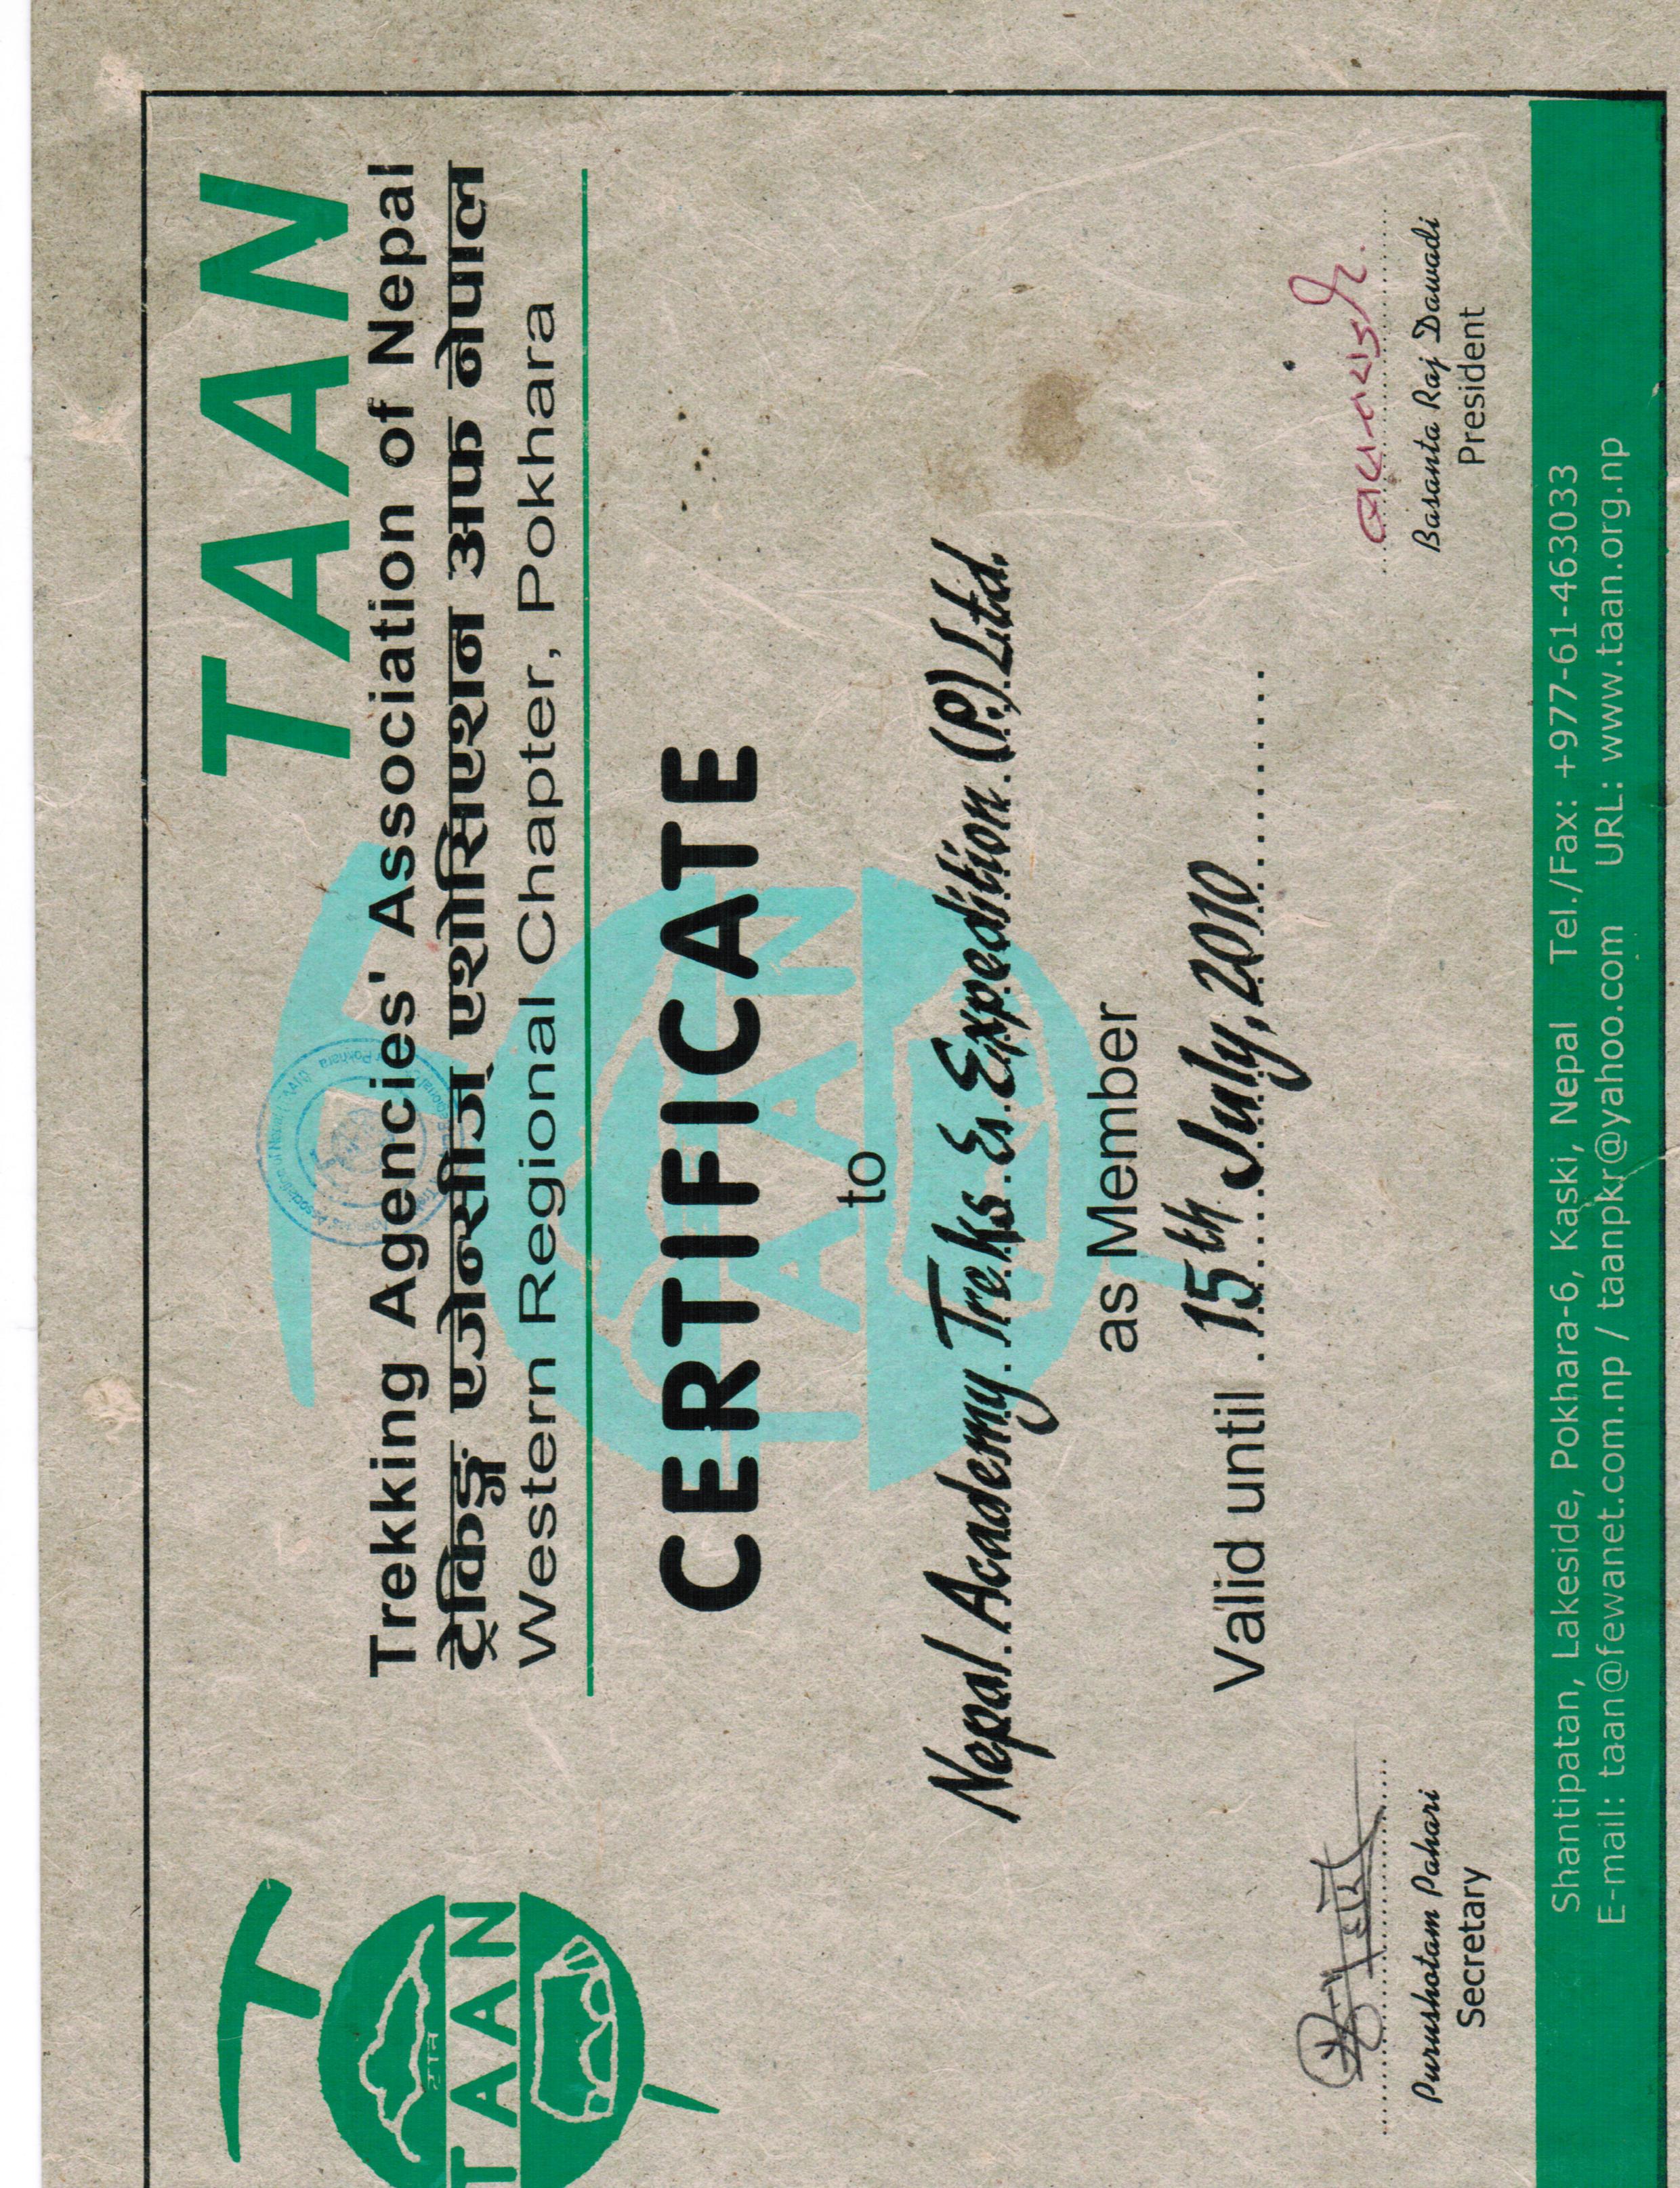 TAAN
Trekking Agencies' Association of Nepal
ट्रेकिङ्ग एजेन्सीज् एशोसिएशन अफ नेपाल
Western Regional Chapter, Pokhara
टान
TAAN
CERTIFICATE
to
Nepal Academy Treks & Expedition (P.) Ltd.
as Member
Valid until 15th July, 2010
Purushotam Pahari
Secretary
Basanta Raj Dawadi
President
Shantipatan, Lakeside, Pokhara-6, Kaski, Nepal Tel./Fax: +977-61-463033
E-mail: taan@fewanet.com.np / taanpkr@yahoo.com URL: www.taan.org.np